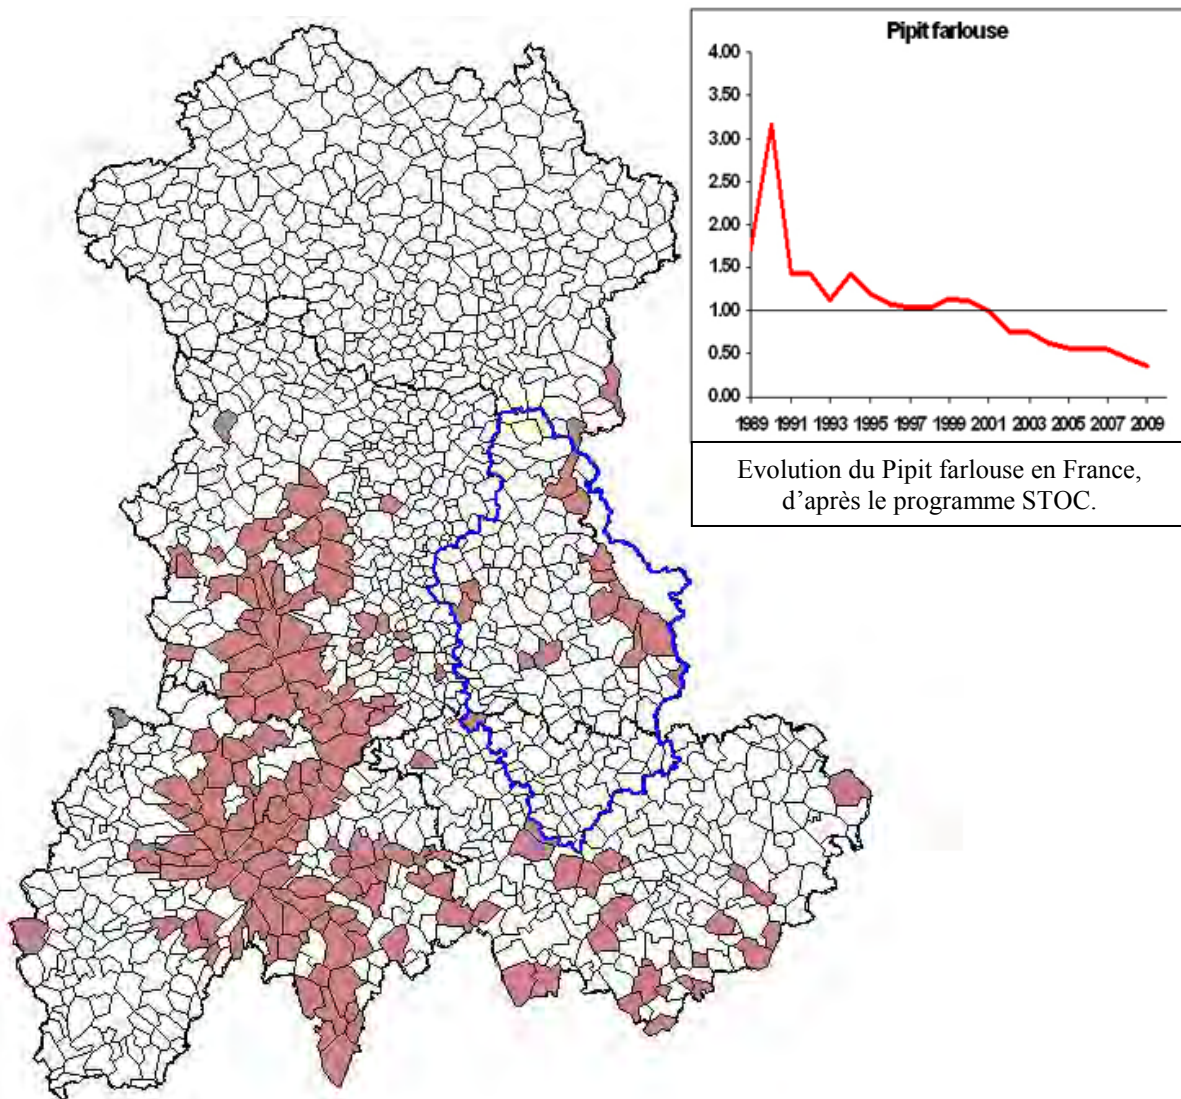 Pipit farlouse
4.00
3.50
3.00
2.50
2.00
1.50
1.00
0.50
0.00
1989 1991 1993 1995 1997 1999 2001 2003 2005 2007 2009
Evolution du Pipit farlouse en France,
d'après le programme STOC.